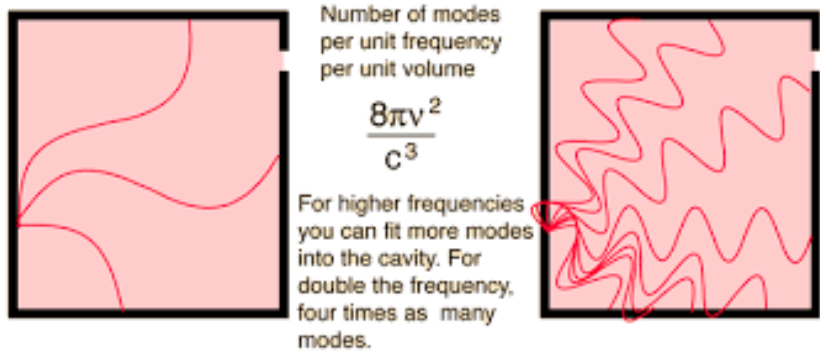 Number of modes
per unit frequency
per unit volume
8πν²
c³
For higher frequencies
you can fit more modes
into the cavity. For
double the frequency,
four times as many
modes.